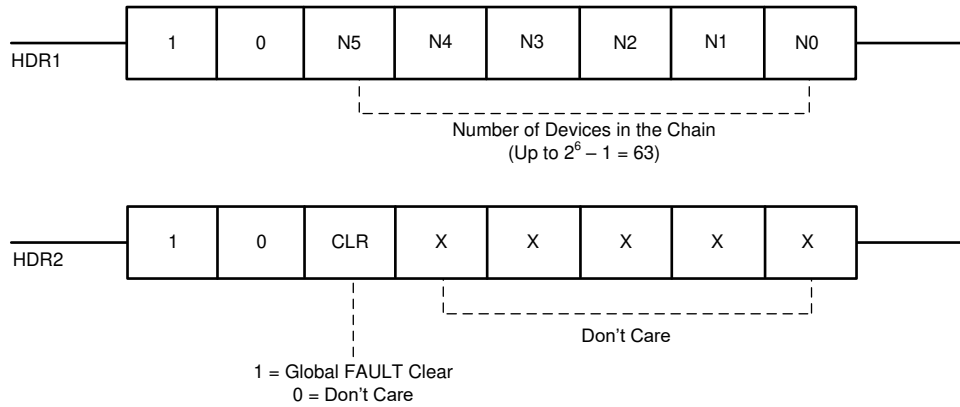 1 0 N5 N4 N3 N2 N1 N0
HDR1
Number of Devices in the Chain
(Up to 2⁶ – 1 = 63)
1 0 CLR X X X X X
HDR2
Don't Care
1 = Global FAULT Clear
0 = Don't Care